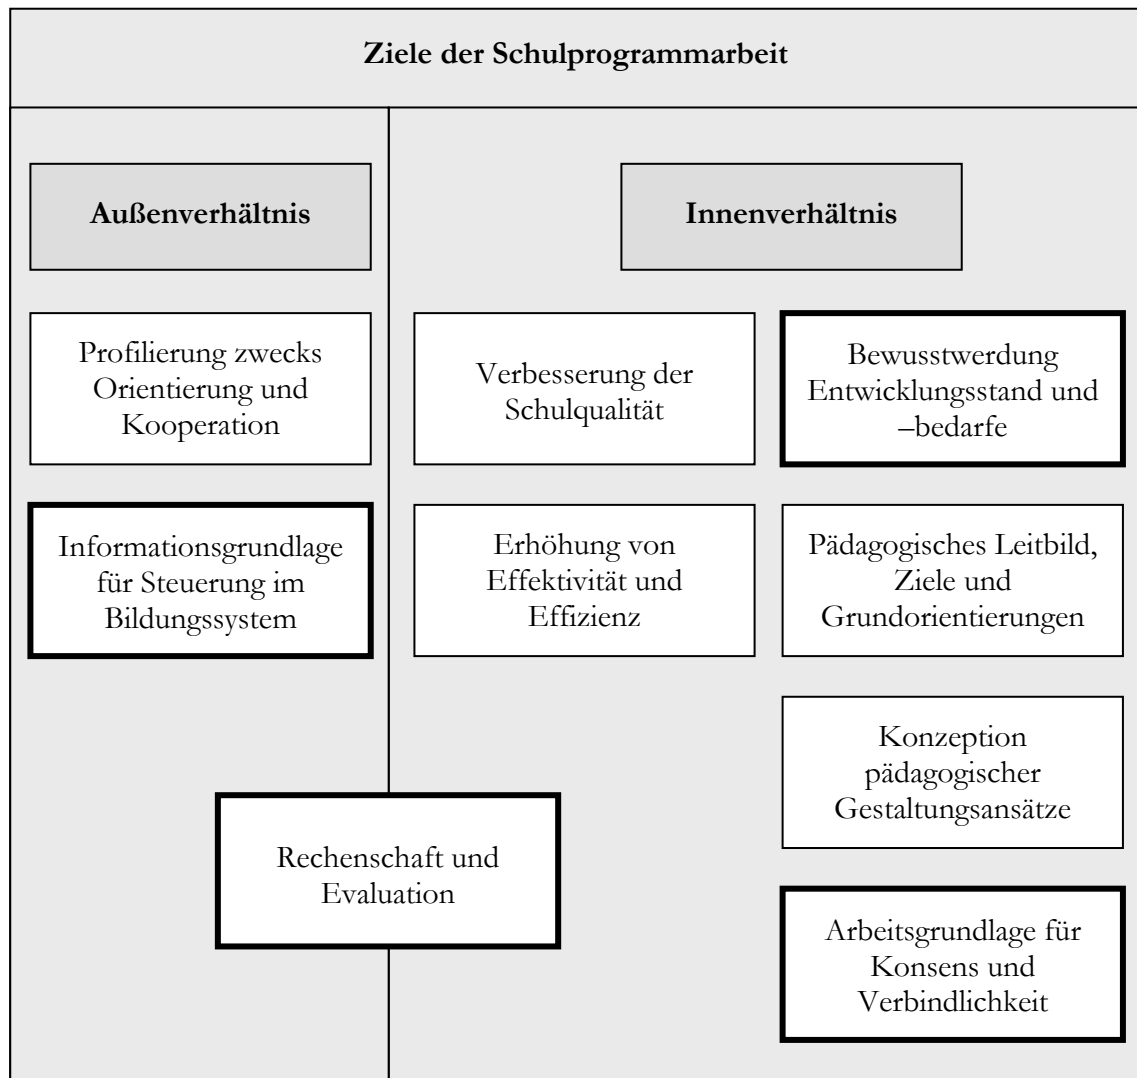 Ziele der Schulprogrammarbeit
Außenverhältnis
Innenverhältnis
Profilierung zwecks
Orientierung und
Kooperation
Verbesserung der
Schulqualität
Bewusstwerdung
Entwicklungsstand und
–bedarfe
Informationsgrundlage
für Steuerung im
Bildungssystem
Erhöhung von
Effektivität und
Effizienz
Pädagogisches Leitbild,
Ziele und
Grundorientierungen
Konzeption
pädagogischer
Gestaltungsansätze
Rechenschaft und
Evaluation
Arbeitsgrundlage für
Konsens und
Verbindlichkeit